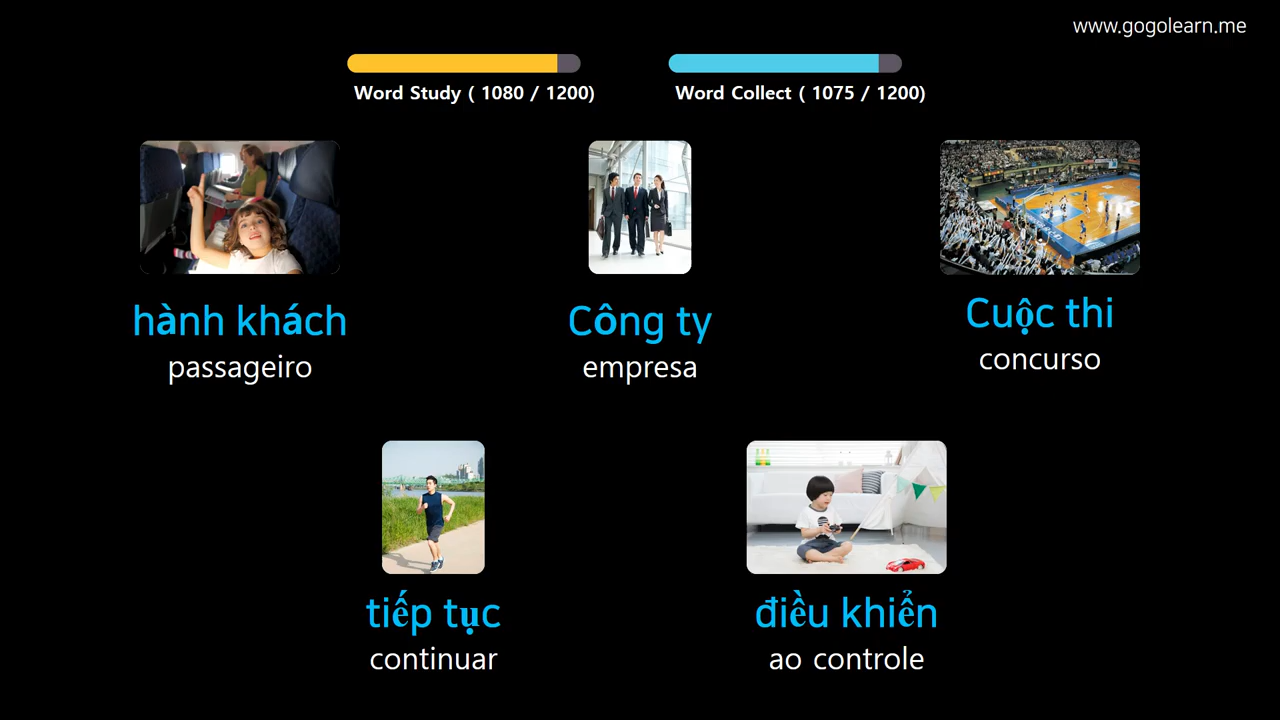 www.gogolearn.me
Word Study ( 1080 / 1200)
Word Collect ( 1075 / 1200)
hành khách
passageiro
Công ty
empresa
Cuộc thi
concurso
tiếp tục
continuar
điều khiển
ao controle